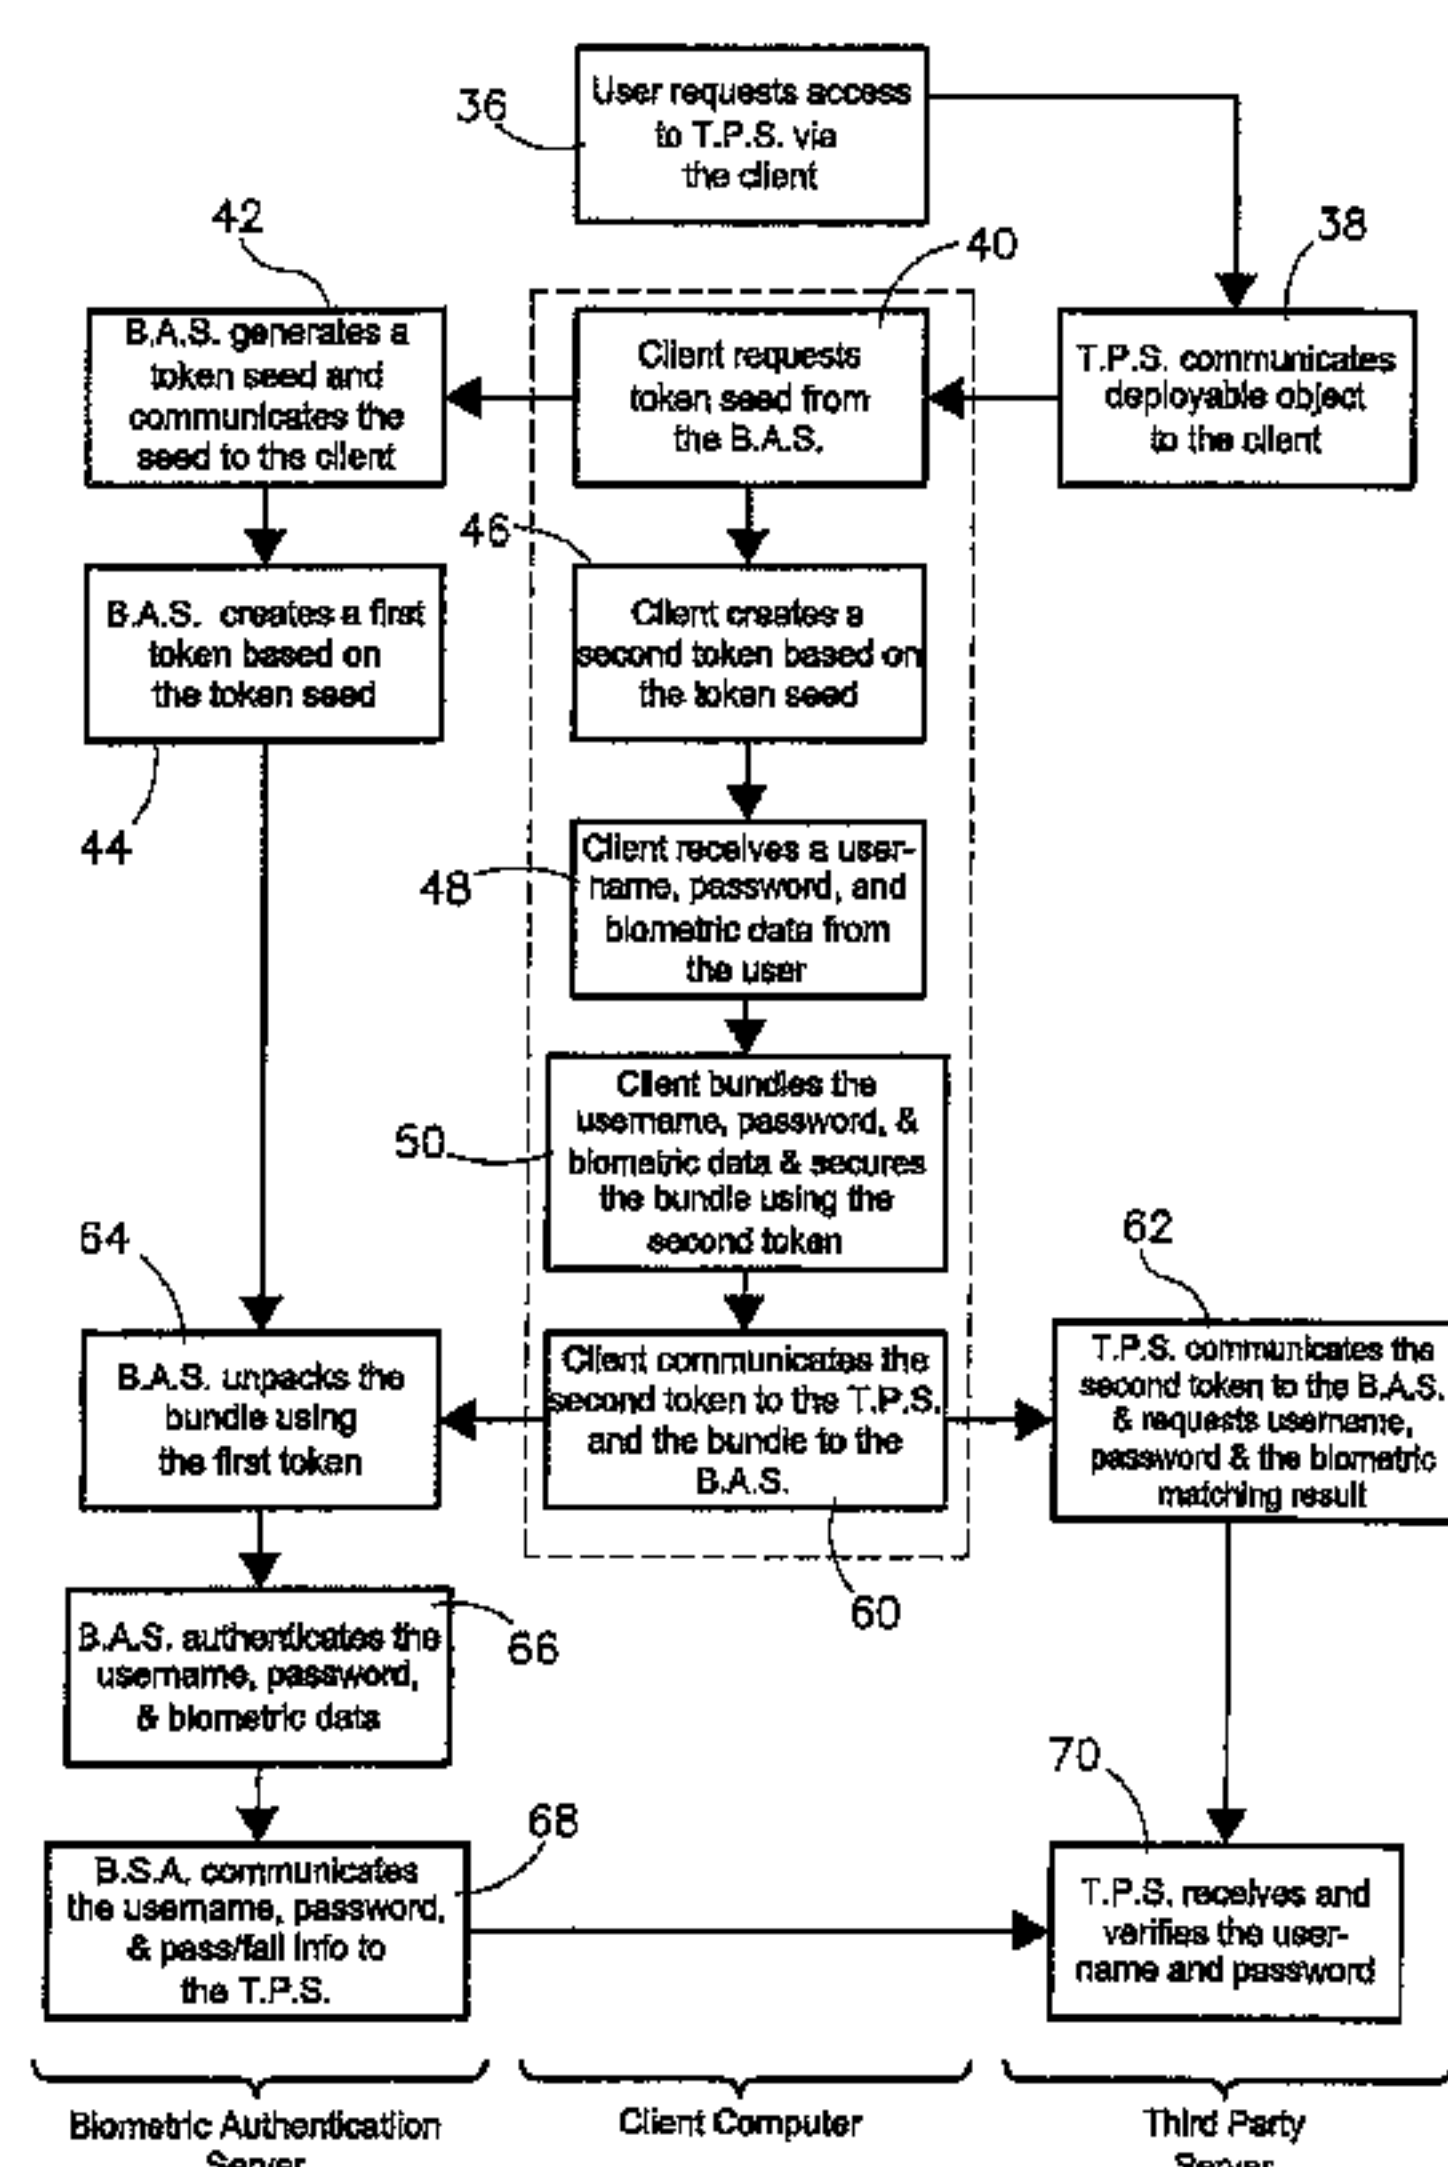 36
User requests access
to T.P.S. via
the client
42
40
38
B.A.S. generates a
token seed and
communicates the
seed to the client
Client requests
token seed from
the B.A.S.
T.P.S. communicates
deployable object
to the client
46
B.A.S. creates a first
token based on
the token seed
Client creates a
second token based on
the token seed
44
48
Client receives a user-
name, password, and
biometric data from
the user
50
Client bundles the
username, password, &
biometric data & secures
the bundle using the
second token
64
62
B.A.S. unpacks the
bundle using
the first token
Client communicates the
second token to the T.P.S.
and the bundle to the
B.A.S.
T.P.S. communicates the
second token to the B.A.S.
& requests username,
password & the biometric
matching result
60
66
B.A.S. authenticates the
username, password,
& biometric data
70
68
B.S.A. communicates
the username, password,
& pass/fail info to
the T.P.S.
T.P.S. receives and
verifies the user-
name and password
Biometric Authentication
Server
Client Computer
Third Party
Server